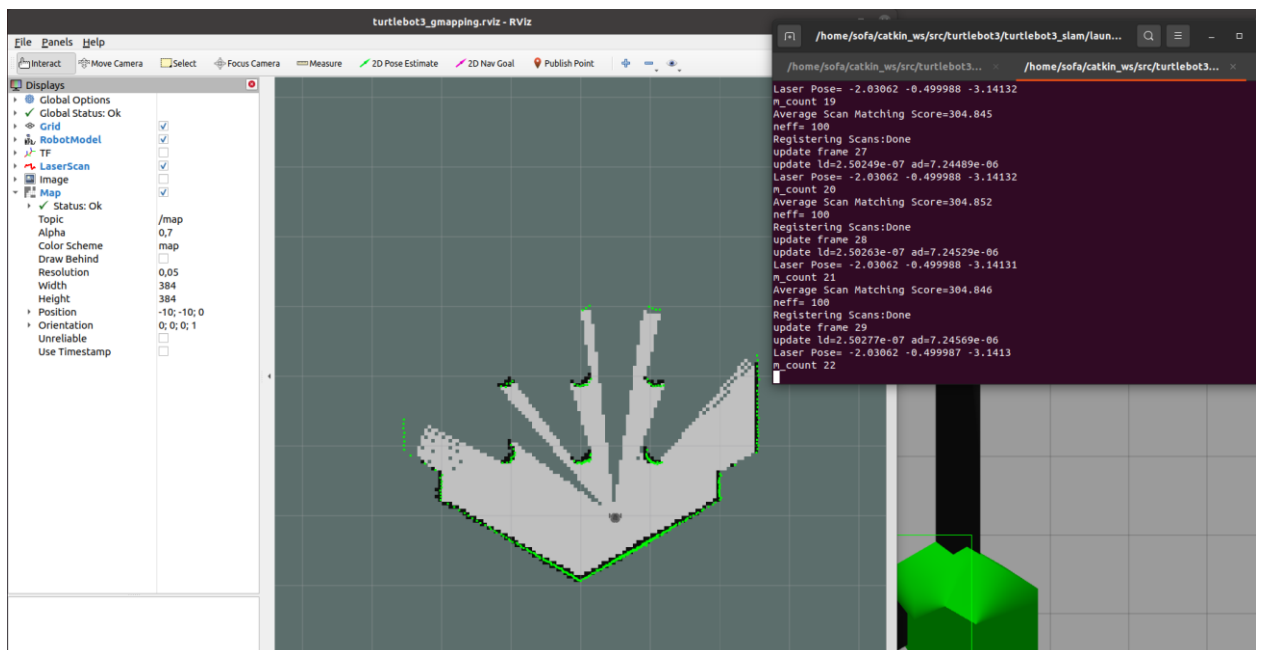 turtlebot3_gmapping.rviz - RViz
File Panels Help
Interact Move Camera Select Focus Camera Measure 2D Pose Estimate 2D Nav Goal Publish Point
Displays
Global Options
Global Status: Ok
Grid
RobotModel
TF
LaserScan
Image
Map
Status: Ok
Topic /map
Alpha 0,7
Color Scheme map
Draw Behind
Resolution 0,05
Width 384
Height 384
Position -10; -10; 0
Orientation 0; 0; 0; 1
Unreliable
Use Timestamp
/home/sofa/catkin_ws/src/turtlebot3/turtlebot3_slam/laun...
/home/sofa/catkin_ws/src/turtlebot3... /home/sofa/catkin_ws/src/turtlebot3...
Laser Pose= -2.03062 -0.499988 -3.14132
m_count 19
Average Scan Matching Score=304.845
neff= 100
Registering Scans:Done
update frame 27
update ld=2.50249e-07 ad=7.24489e-06
Laser Pose= -2.03062 -0.499988 -3.14132
m_count 20
Average Scan Matching Score=304.852
neff= 100
Registering Scans:Done
update frame 28
update ld=2.50263e-07 ad=7.24529e-06
Laser Pose= -2.03062 -0.499988 -3.14131
m_count 21
Average Scan Matching Score=304.846
neff= 100
Registering Scans:Done
update frame 29
update ld=2.50277e-07 ad=7.24569e-06
Laser Pose= -2.03062 -0.499987 -3.1413
m_count 22